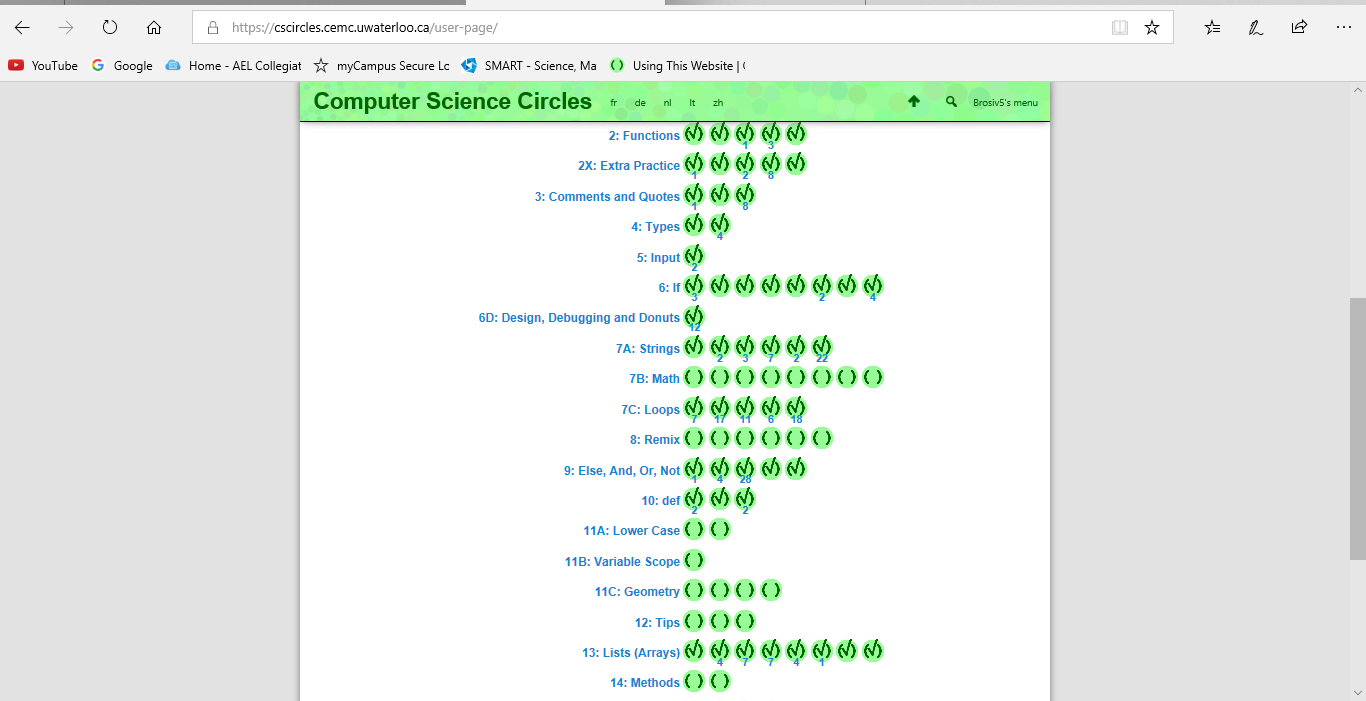 https://cscircles.cemc.uwaterloo.ca/user-page/
YouTube Google Home - AEL Collegiat myCampus Secure Lc SMART - Science, Ma Using This Website | (
Computer Science Circles fr de nl lt zh Brosiv5's menu
2: Functions
1 3
2X: Extra Practice
1 2 8
3: Comments and Quotes
1 8
4: Types
4
5: Input
2
6: If
3 2 4
6D: Design, Debugging and Donuts
12
7A: Strings
2 3 7 2 22
7B: Math
7C: Loops
7 17 11 6 18
8: Remix
9: Else, And, Or, Not
1 4 28
10: def
2 2
11A: Lower Case
11B: Variable Scope
11C: Geometry
12: Tips
13: Lists (Arrays)
4 7 7 4 1
14: Methods